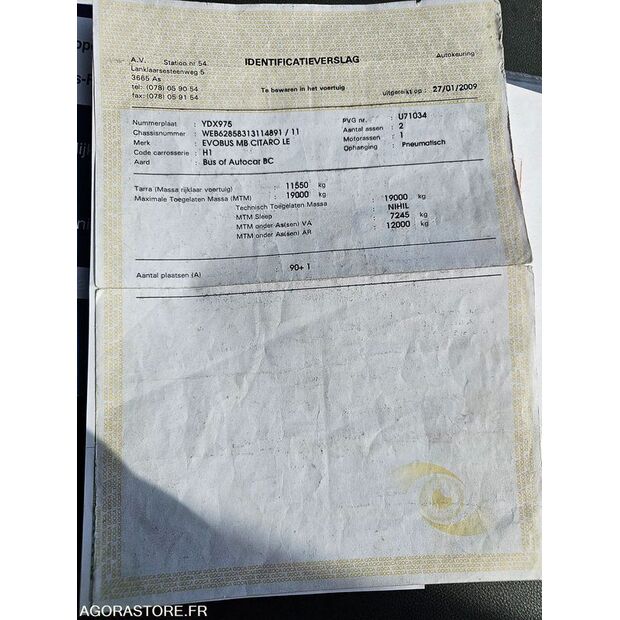 A.V. Station nr 54
Lanklaarsesteenweg 5
3665 As
tel: (078) 05 90 54
fax: (078) 05 91 54
IDENTIFICATIEVERSLAG
Autokeuring
Te bewaren in het voertuig
uitgereikt op : 27/01/2009
Nummerplaat : YDX975
PVG nr. : U71034
Chassisnummer : WEB62858313114891 / 11
Aantal assen : 2
Merk : EVOBUS MB CITARO LE
Motorassen : 1
Code carrosserie : H1
Ophanging : Pneumatisch
Aard : Bus of Autocar BC
Tarra (Massa rijklaar voertuig) : 11550 kg
Maximale Toegelaten Massa (MTM) : 19000 kg
Technisch Toegelaten Massa : 19000 kg
MTM Sleep : NIHIL
MTM onder As(sen) VA : 7245 kg
MTM onder As(sen) AR : 12000 kg
Aantal plaatsen (A) : 90+ 1
AGORASTORE.FR